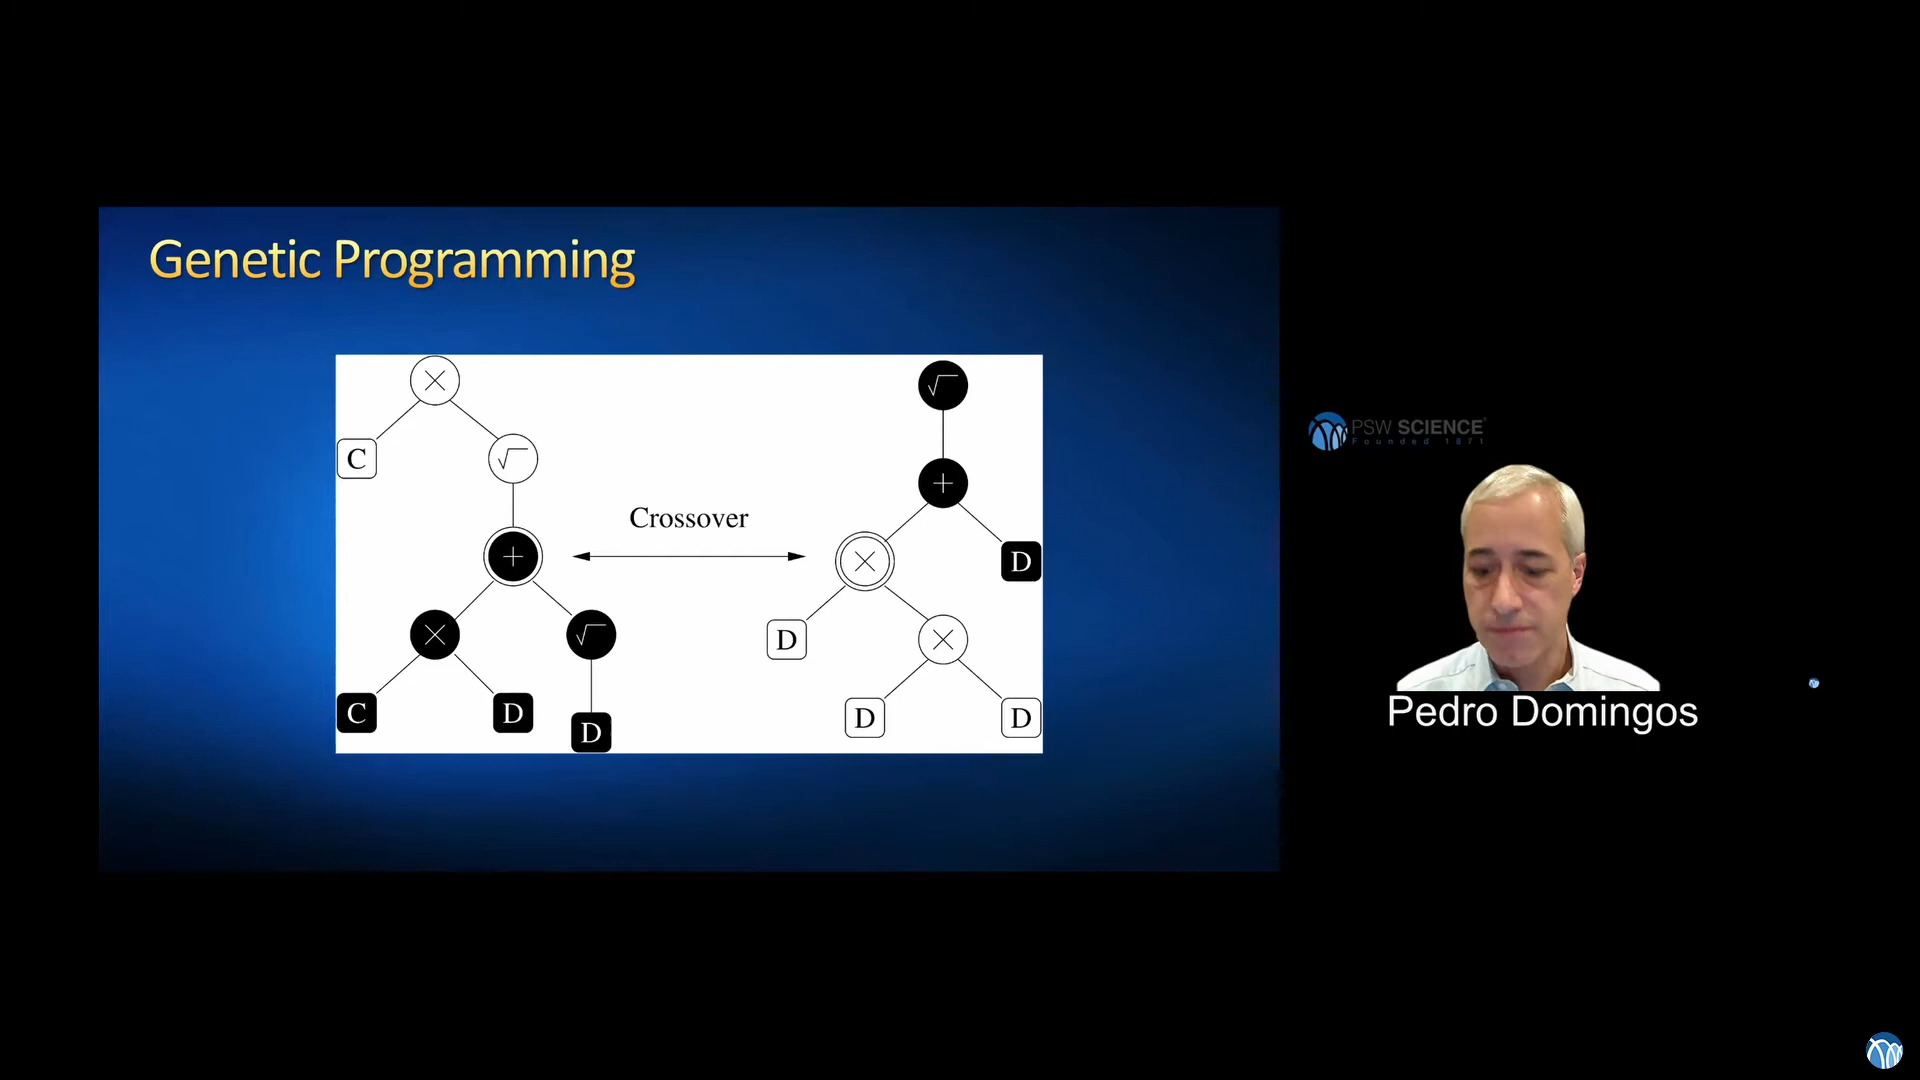 Genetic Programming
×
√
C
√
+
Crossover
+
×
D
×
√
D
×
C
D
D
D
D
PSW SCIENCE
Founded 1871
Pedro Domingos